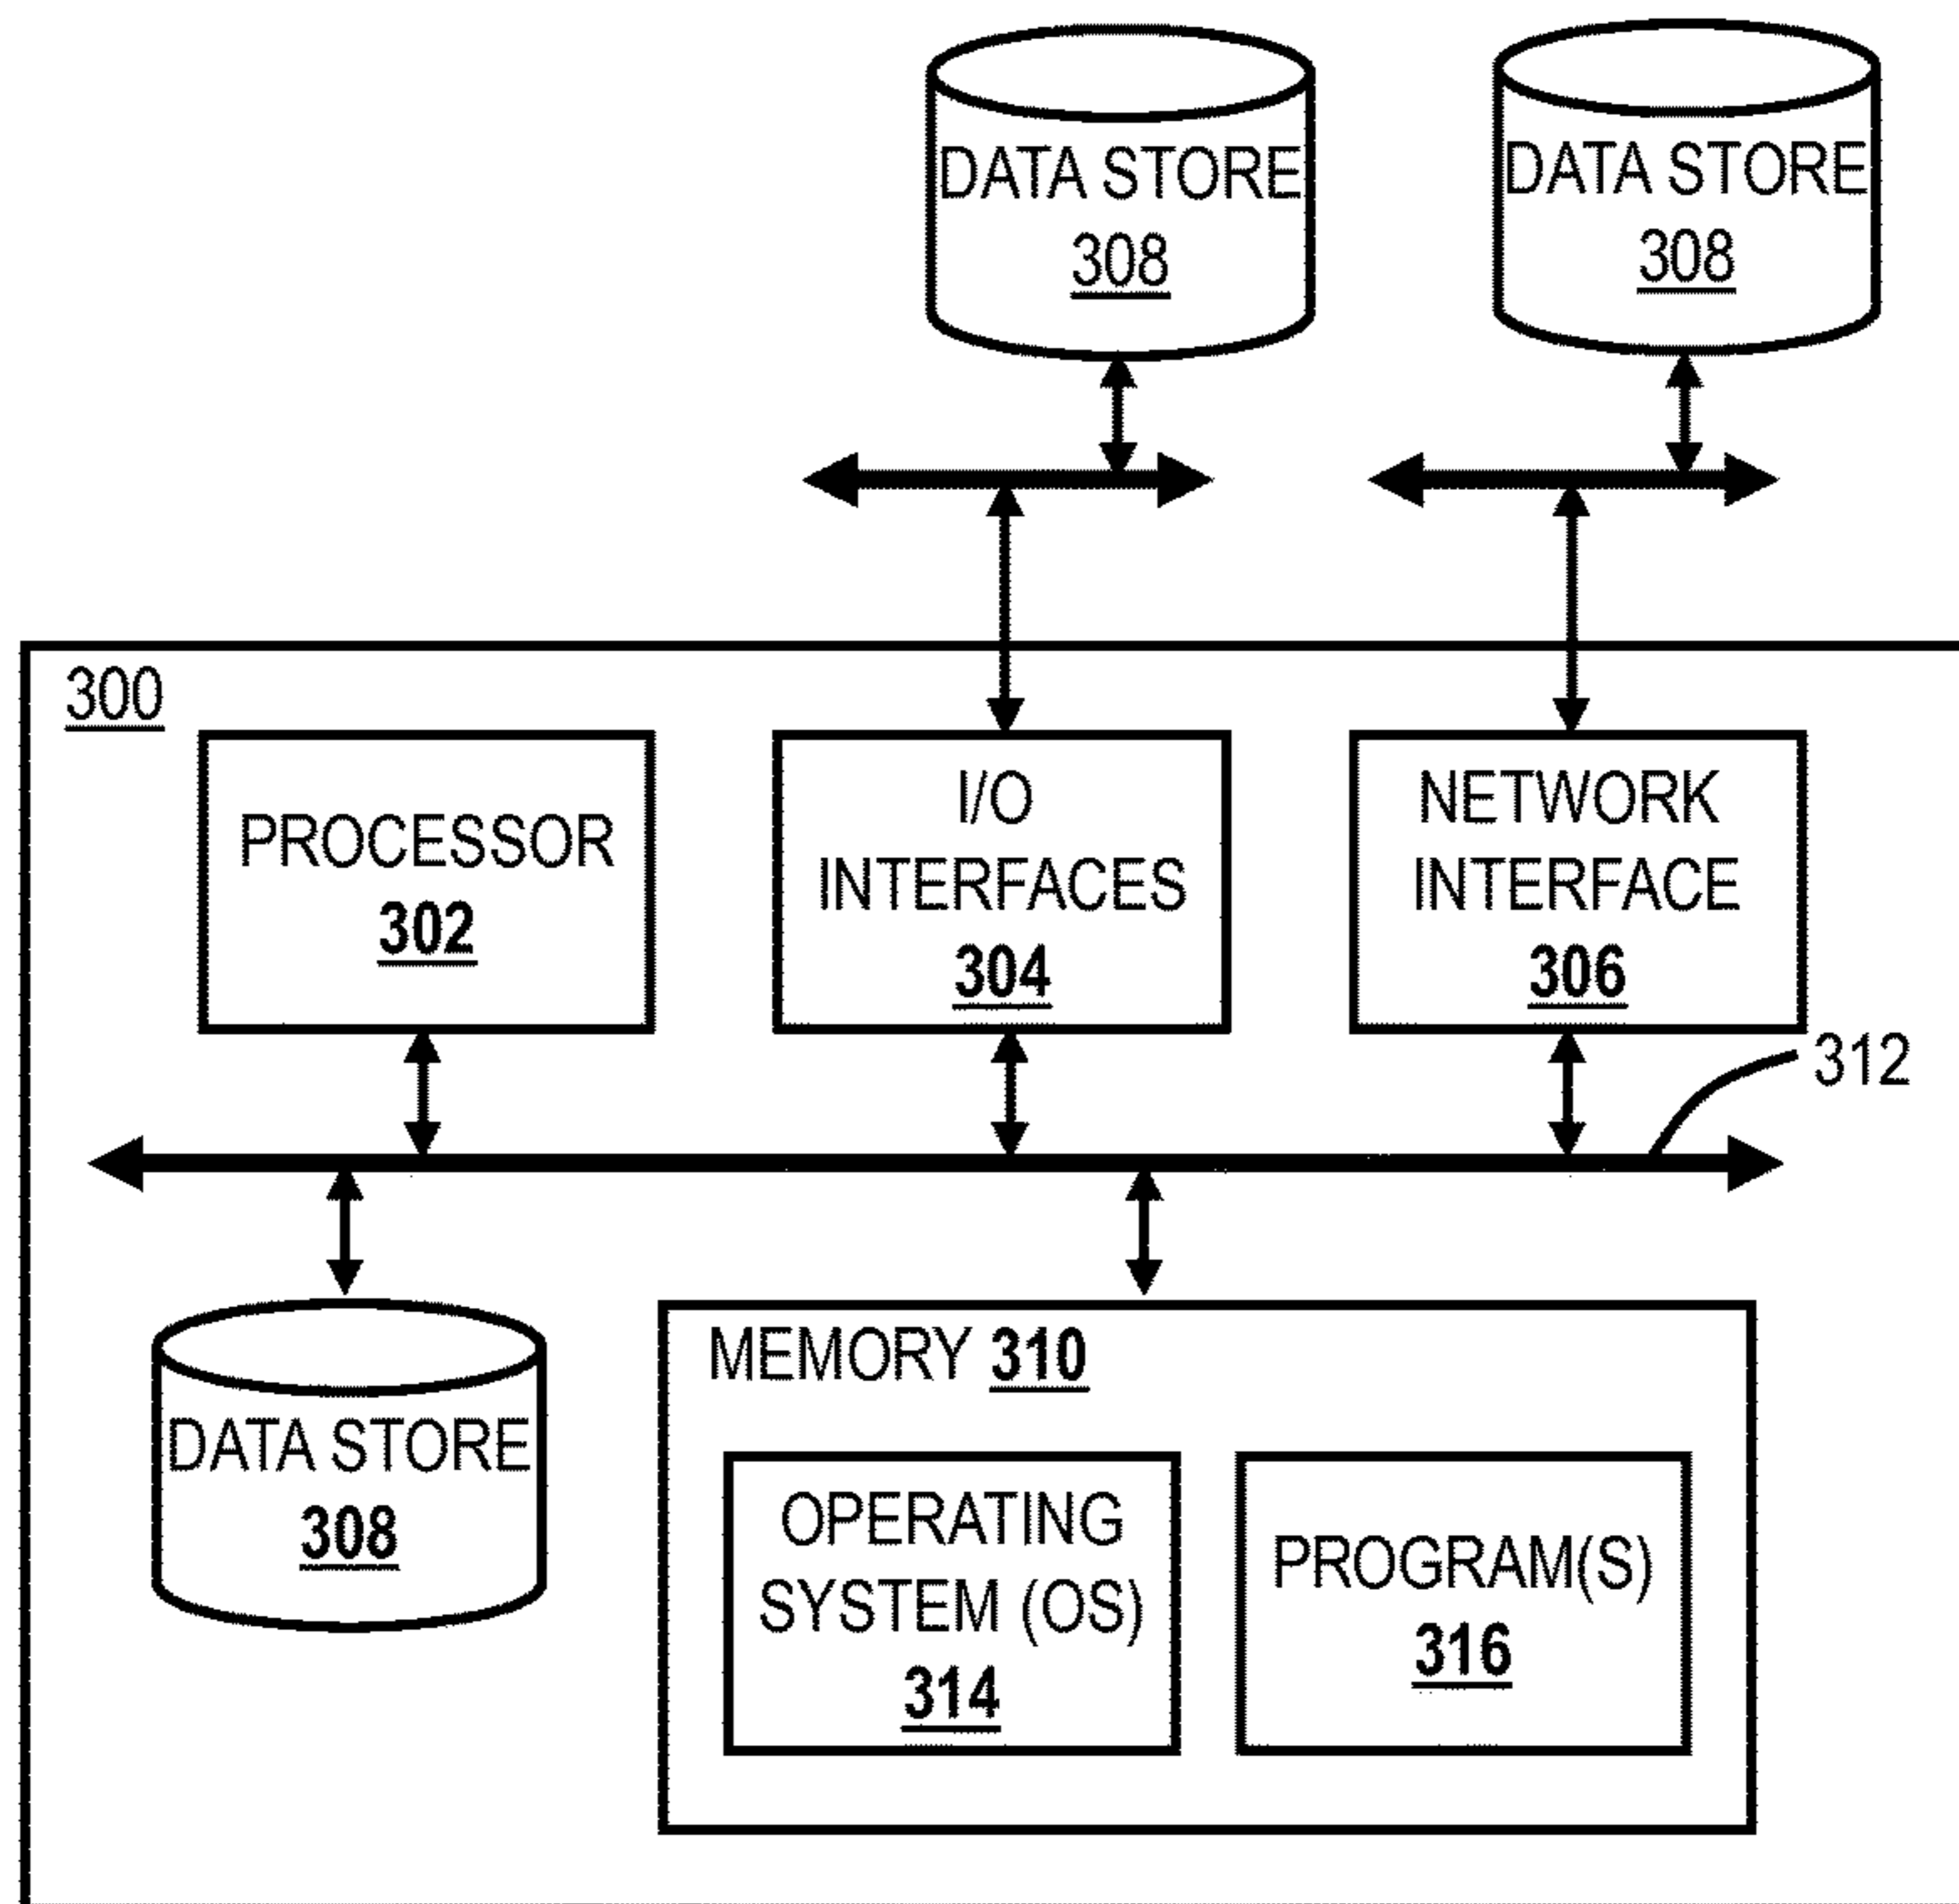 DATA STORE
308
DATA STORE
308
300
PROCESSOR
302
I/O
INTERFACES
304
NETWORK
INTERFACE
306
312
DATA STORE
308
MEMORY 310
OPERATING
SYSTEM (OS)
314
PROGRAM(S)
316